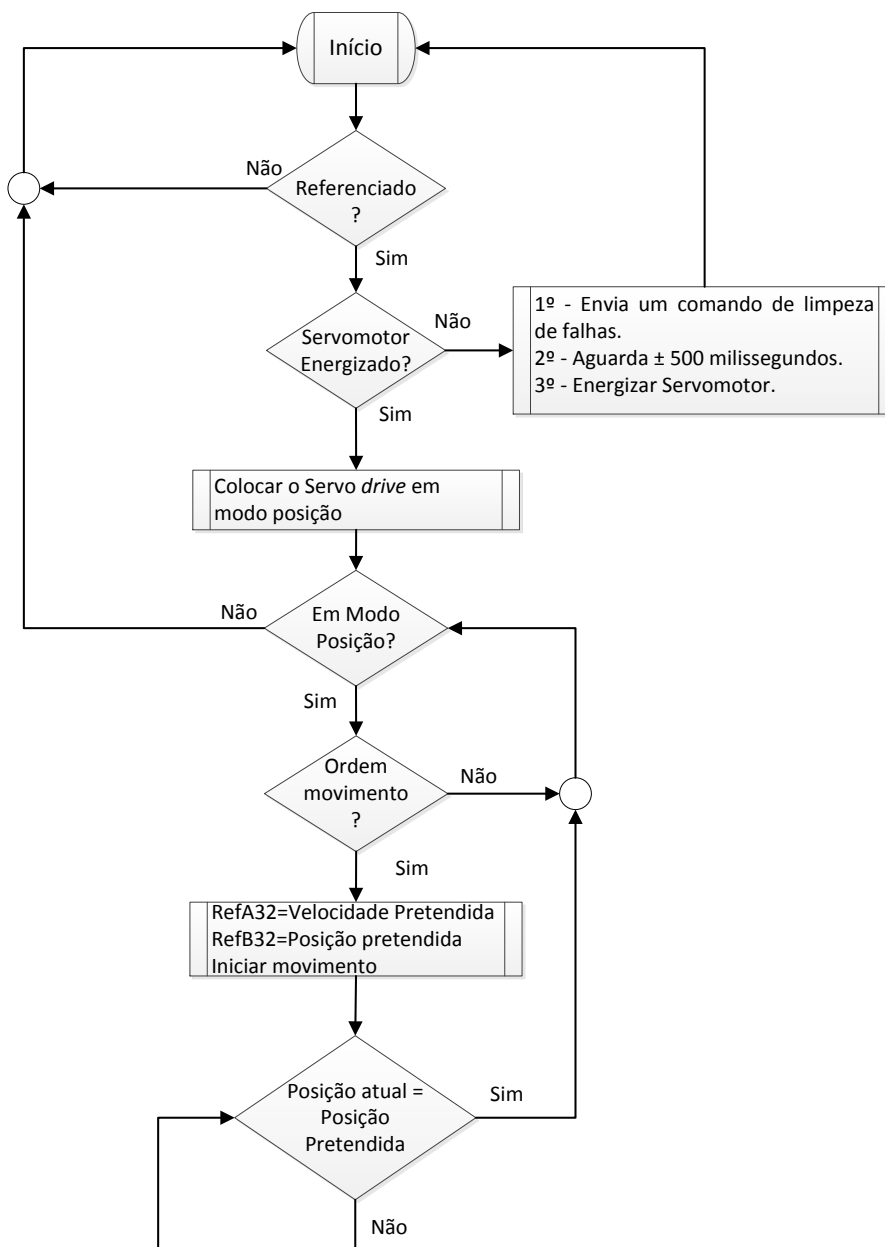 Início
Não
Referenciado
?
Sim
Servomotor
Energizado?
Não
1º - Envia um comando de limpeza
de falhas.
2º - Aguarda ± 500 milissegundos.
3º - Energizar Servomotor.
Sim
Colocar o Servo drive em
modo posição
Não
Em Modo
Posição?
Sim
Ordem
movimento
?
Não
Sim
RefA32=Velocidade Pretendida
RefB32=Posição pretendida
Iniciar movimento
Posição atual =
Posição
Pretendida
Sim
Não